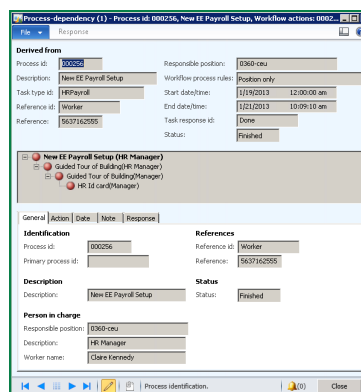 Process-dependency (1) - Process id: 000256, New EE Payroll Setup, Workflow actions: 0002...
File Response
Derived from
Process id: 000256 Responsible position: 0360-ceu
Description: New EE Payroll Setup Workflow process rules: Position only
Task type id: HRPayroll Start date/time: 1/19/2013 12:00:00 am
Reference id: Worker End date/time: 1/21/2013 10:09:10 am
Reference: 5637162555 Task response id: Done
Status: Finished
New EE Payroll Setup (HR Manager)
Guided Tour of Building(HR Manager)
Guided Tour of Building(Manager)
HR Id card(Manager)
General Action Date Note Response
Identification References
Process id: 000256 Reference id: Worker
Primary process id: Reference: 5637162555
Description Status
Description: New EE Payroll Setup Status: Finished
Person in charge
Responsible position: 0360-ceu
Description: HR Manager
Worker name: Claire Kennedy
Process identification. (0) Close